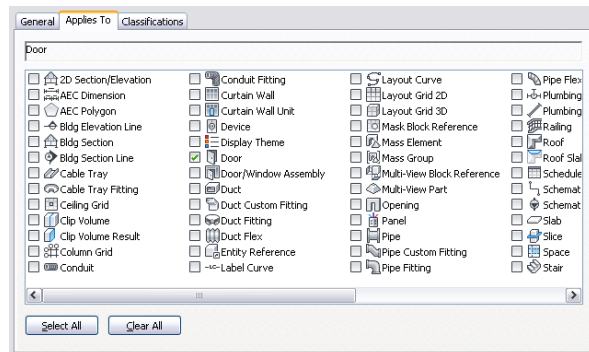 General Applies To Classifications
Door
2D Section/Elevation
AEC Dimension
AEC Polygon
Bldg Elevation Line
Bldg Section
Bldg Section Line
Cable Tray
Cable Tray Fitting
Ceiling Grid
Clip Volume
Clip Volume Result
Column Grid
Conduit
Conduit Fitting
Curtain Wall
Curtain Wall Unit
Device
Display Theme
Door
Door/Window Assembly
Duct
Duct Custom Fitting
Duct Fitting
Duct Flex
Entity Reference
Label Curve
Layout Curve
Layout Grid 2D
Layout Grid 3D
Mask Block Reference
Mass Element
Mass Group
Multi-View Block Reference
Multi-View Part
Opening
Panel
Pipe
Pipe Custom Fitting
Pipe Fitting
Pipe Flex
Plumbing
Plumbing
Railing
Roof
Roof Slal
Schedule
Schemat
Schemat
Slab
Slice
Space
Stair
Select All Clear All